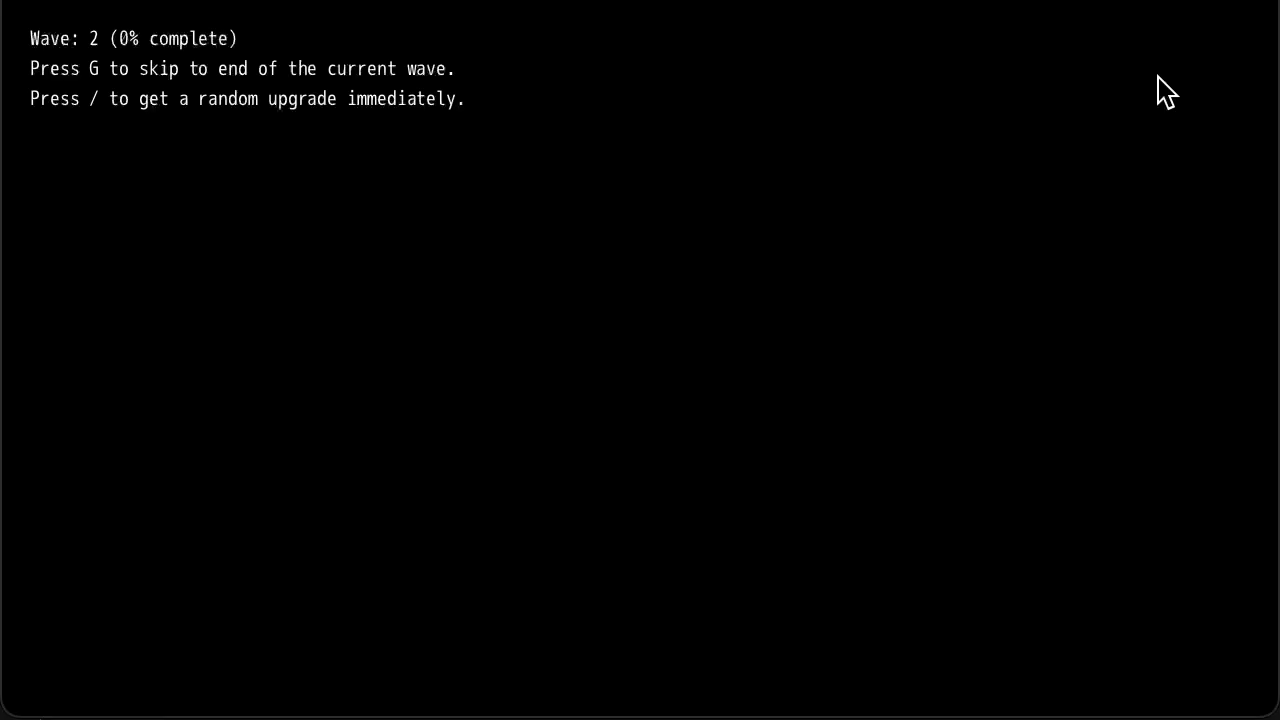 Wave: 2 (0% complete)
Press G to skip to end of the current wave.
Press / to get a random upgrade immediately.